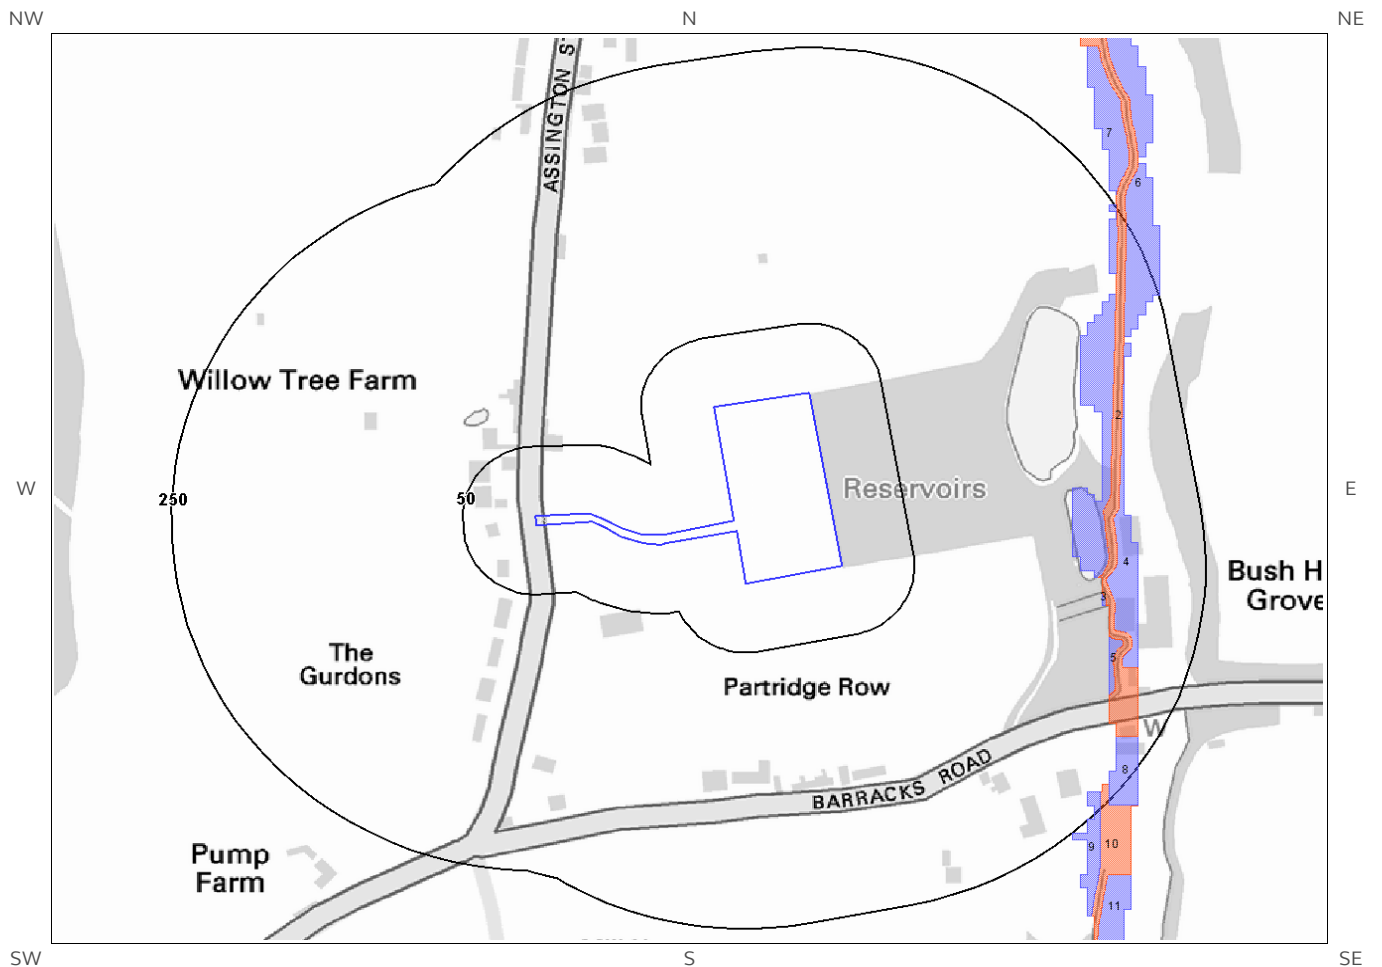 NW
N
NE
ASSINGTON S
7
6
Willow Tree Farm
2
250
50
Reservoirs
W
E
4
Bush H
Grove
3
The
Gurdons
5
Partridge Row
W
8
BARRACKS ROAD
9
10
Pump
Farm
11
SW
S
SE